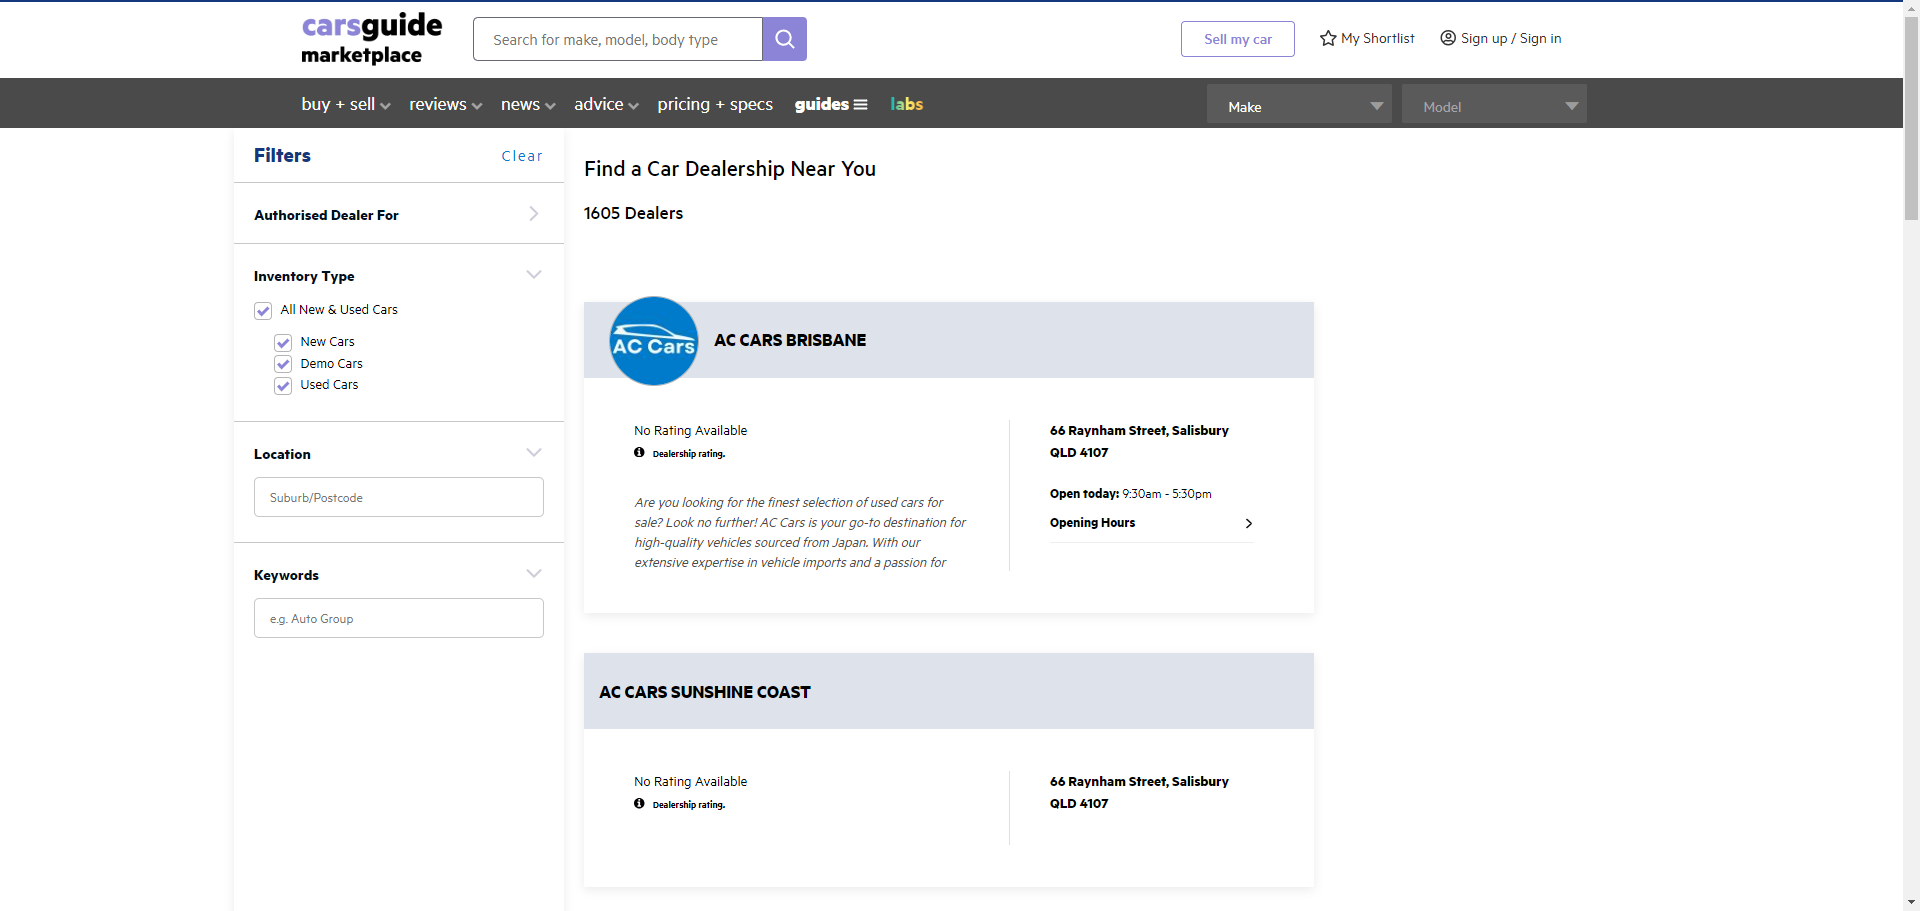 carsguide
marketplace
Search for make, model, body type
Sell my car
My Shortlist
Sign up / Sign in
buy + sell
reviews
news
advice
pricing + specs
guides
labs
Make
Model
Filters
Clear
Authorised Dealer For
Inventory Type
All New & Used Cars
New Cars
Demo Cars
Used Cars
Location
Suburb/Postcode
Keywords
e.g. Auto Group
Find a Car Dealership Near You
1605 Dealers
AC Cars
AC CARS BRISBANE
No Rating Available
Dealership rating.
Are you looking for the finest selection of used cars for
sale? Look no further! AC Cars is your go-to destination for
high-quality vehicles sourced from Japan. With our
extensive expertise in vehicle imports and a passion for
66 Raynham Street, Salisbury
QLD 4107
Open today: 9:30am - 5:30pm
Opening Hours
AC CARS SUNSHINE COAST
No Rating Available
Dealership rating.
66 Raynham Street, Salisbury
QLD 4107